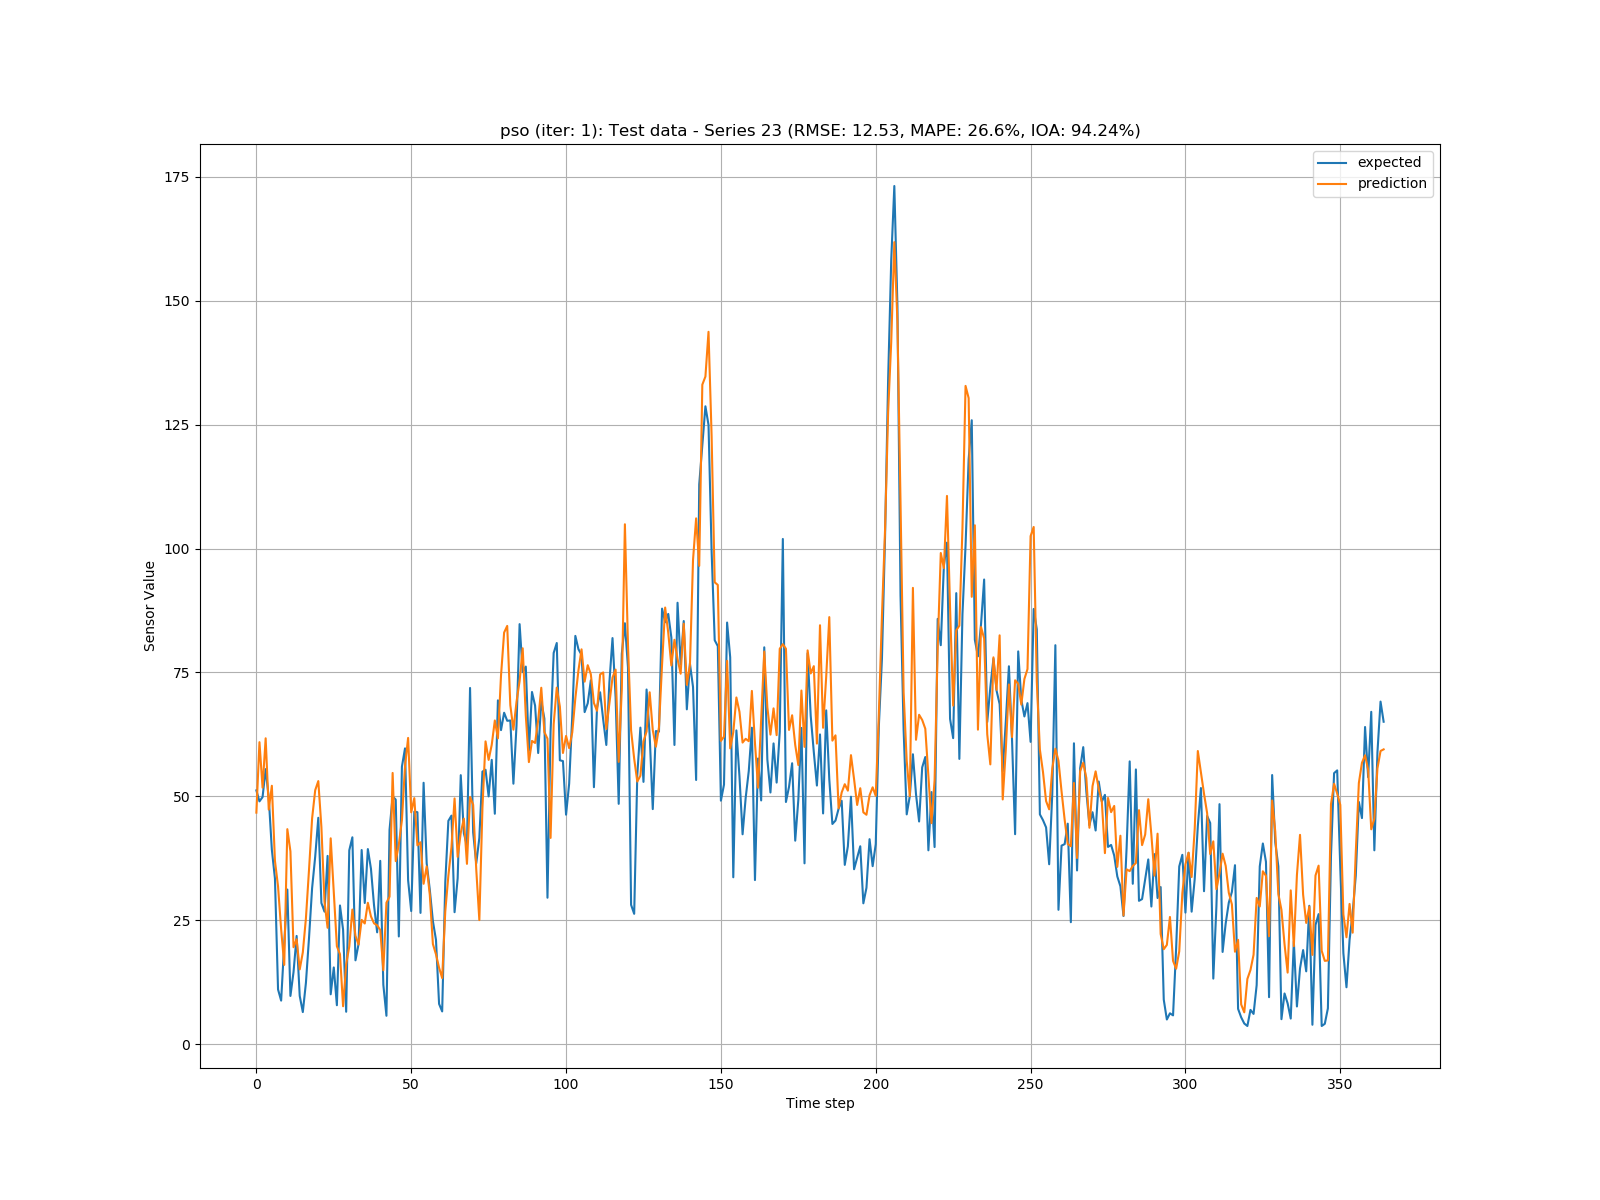 pso (iter: 1): Test data - Series 23 (RMSE: 12.53, MAPE: 26.6%, IOA: 94.24%)
expected
prediction
175
150
125
100
75
50
25
0
Sensor Value
0 50 100 150 200 250 300 350
Time step